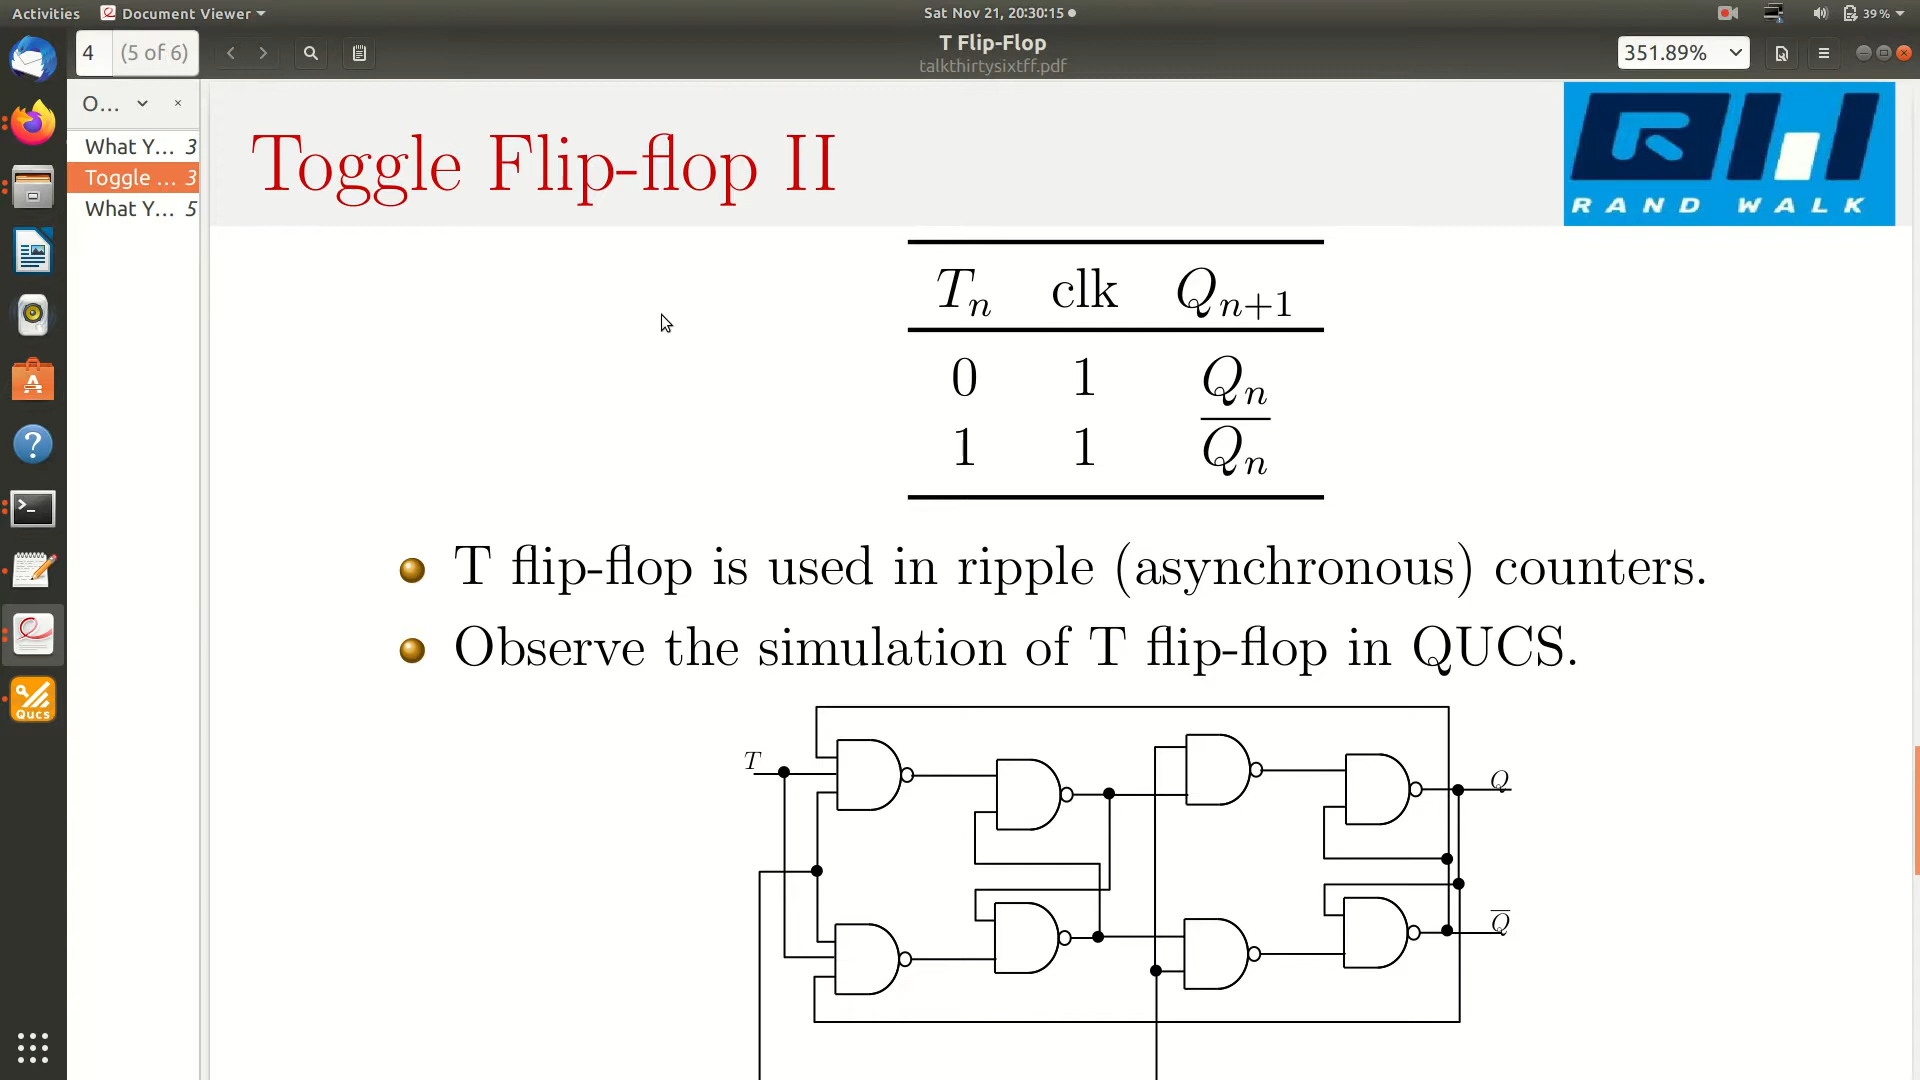 Activities Document Viewer Sat Nov 21, 20:30:15 39 %
4 (5 of 6) T Flip-Flop 351.89%
talkthirtysixtff.pdf
O...
What Y... 3
Toggle ... 3
What Y... 5
Toggle Flip-flop II
RAND WALK
Tₙ clk Qₙ₊₁
0 1 Qₙ
1 1 Q̅ₙ
T flip-flop is used in ripple (asynchronous) counters.
Observe the simulation of T flip-flop in QUCS.
T
Q
Q̅
Qucs